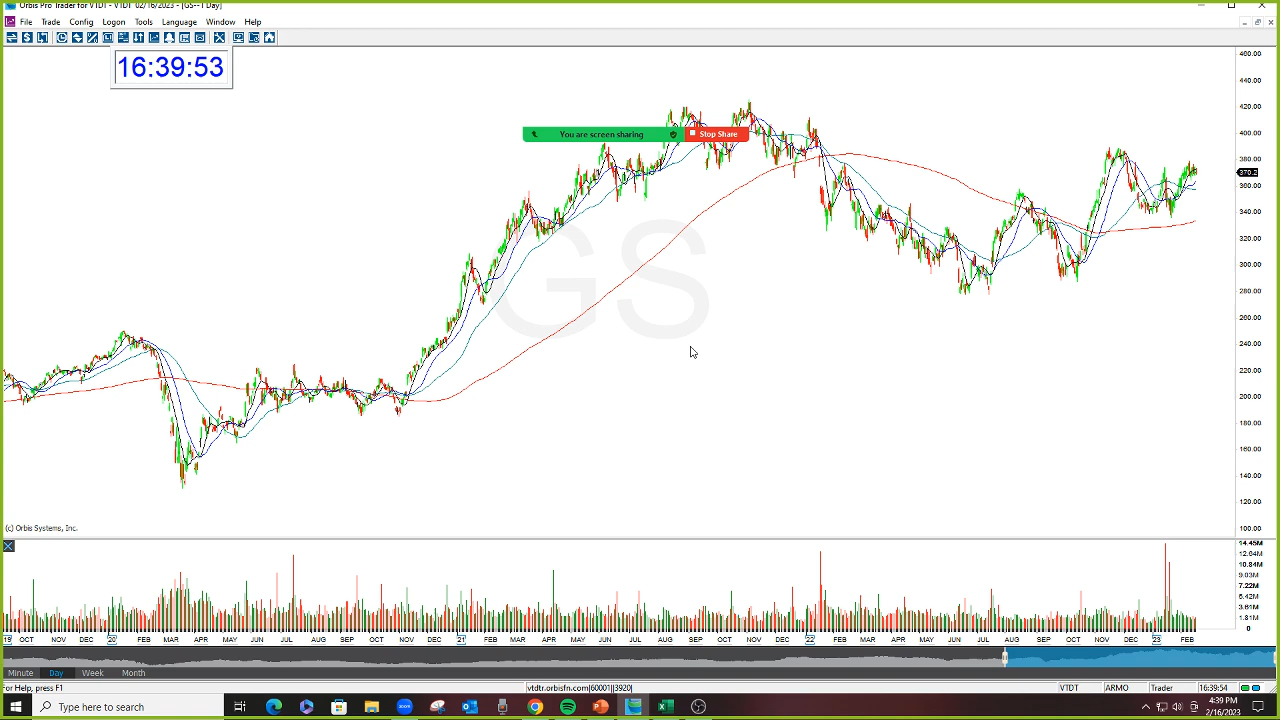 Orbis Pro Trader for VTDT - VTDT 02/16/2023 - [GS--1 Day]
File Trade Config Logon Tools Language Window Help
16:39:53
You are screen sharing Stop Share
GS
460.00
440.00
420.00
400.00
380.00
370.2
360.00
340.00
320.00
300.00
280.00
260.00
240.00
220.00
200.00
180.00
160.00
140.00
120.00
100.00
(c) Orbis Systems, Inc.
14.45M
12.64M
10.84M
9.03M
7.22M
5.42M
3.61M
1.81M
0
19 OCT NOV DEC 20 FEB MAR APR MAY JUN JUL AUG SEP OCT NOV DEC 21 FEB MAR APR MAY JUN JUL AUG SEP OCT NOV DEC 22 FEB MAR APR MAY JUN JUL AUG SEP OCT NOV DEC 23 FEB
Minute Day Week Month
For Help, press F1 vtdtr.orbisfn.com|60001||3920| VTDT ARMO Trader 16:39:54
Type here to search
zoom
4:39 PM
2/16/2023